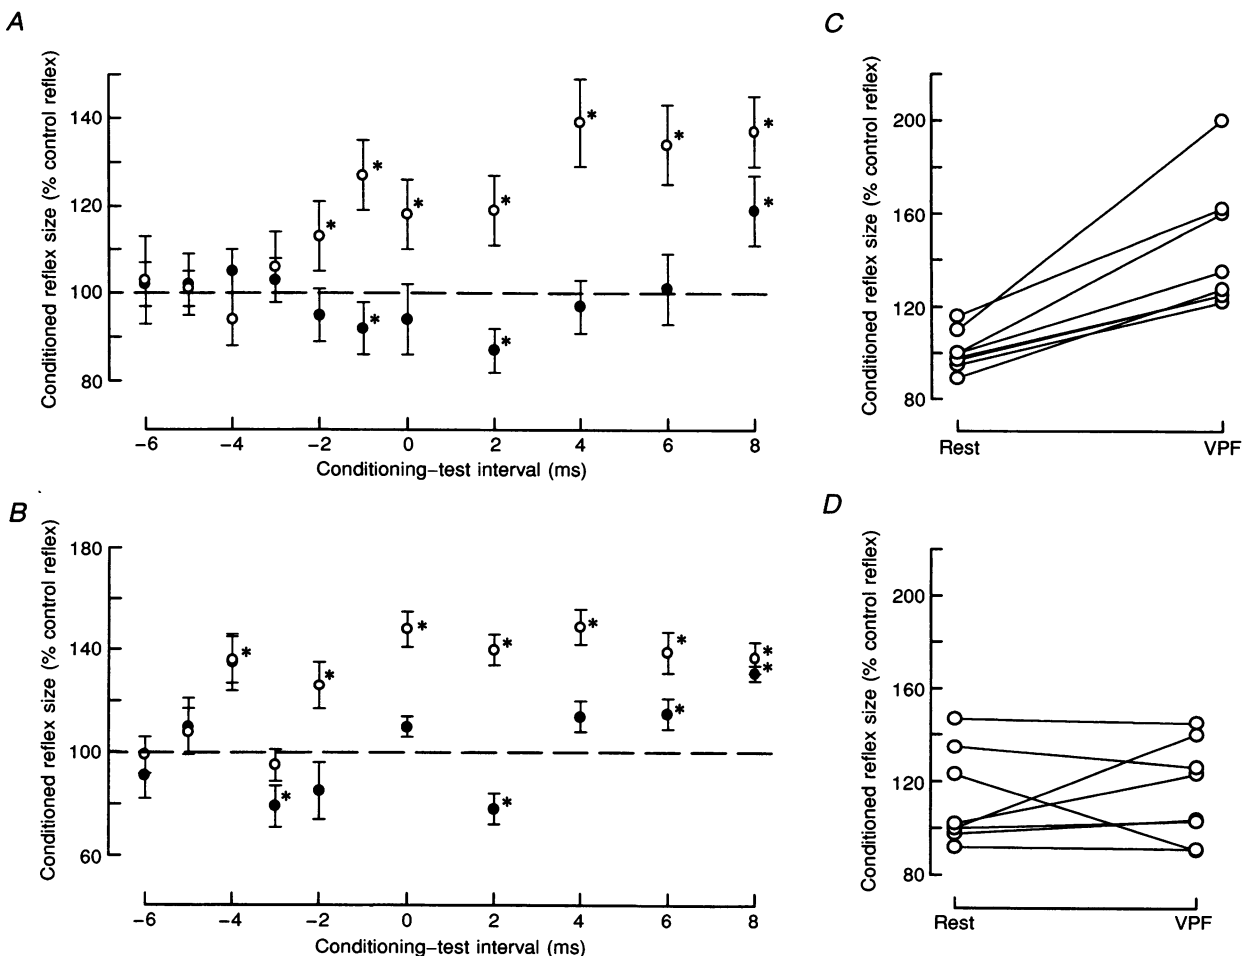 A
Conditioned reflex size (% control reflex)
140
120
100
80
* * * * * * * * * *
−6 −4 −2 0 2 4 6 8
Conditioning–test interval (ms)
C
Conditioned reflex size (% control reflex)
200
160
120
80
Rest VPF
B
Conditioned reflex size (% control reflex)
180
140
100
60
* * * * * * * * * * *
−6 −4 −2 0 2 4 6 8
Conditioning–test interval (ms)
D
Conditioned reflex size (% control reflex)
200
160
120
80
Rest VPF